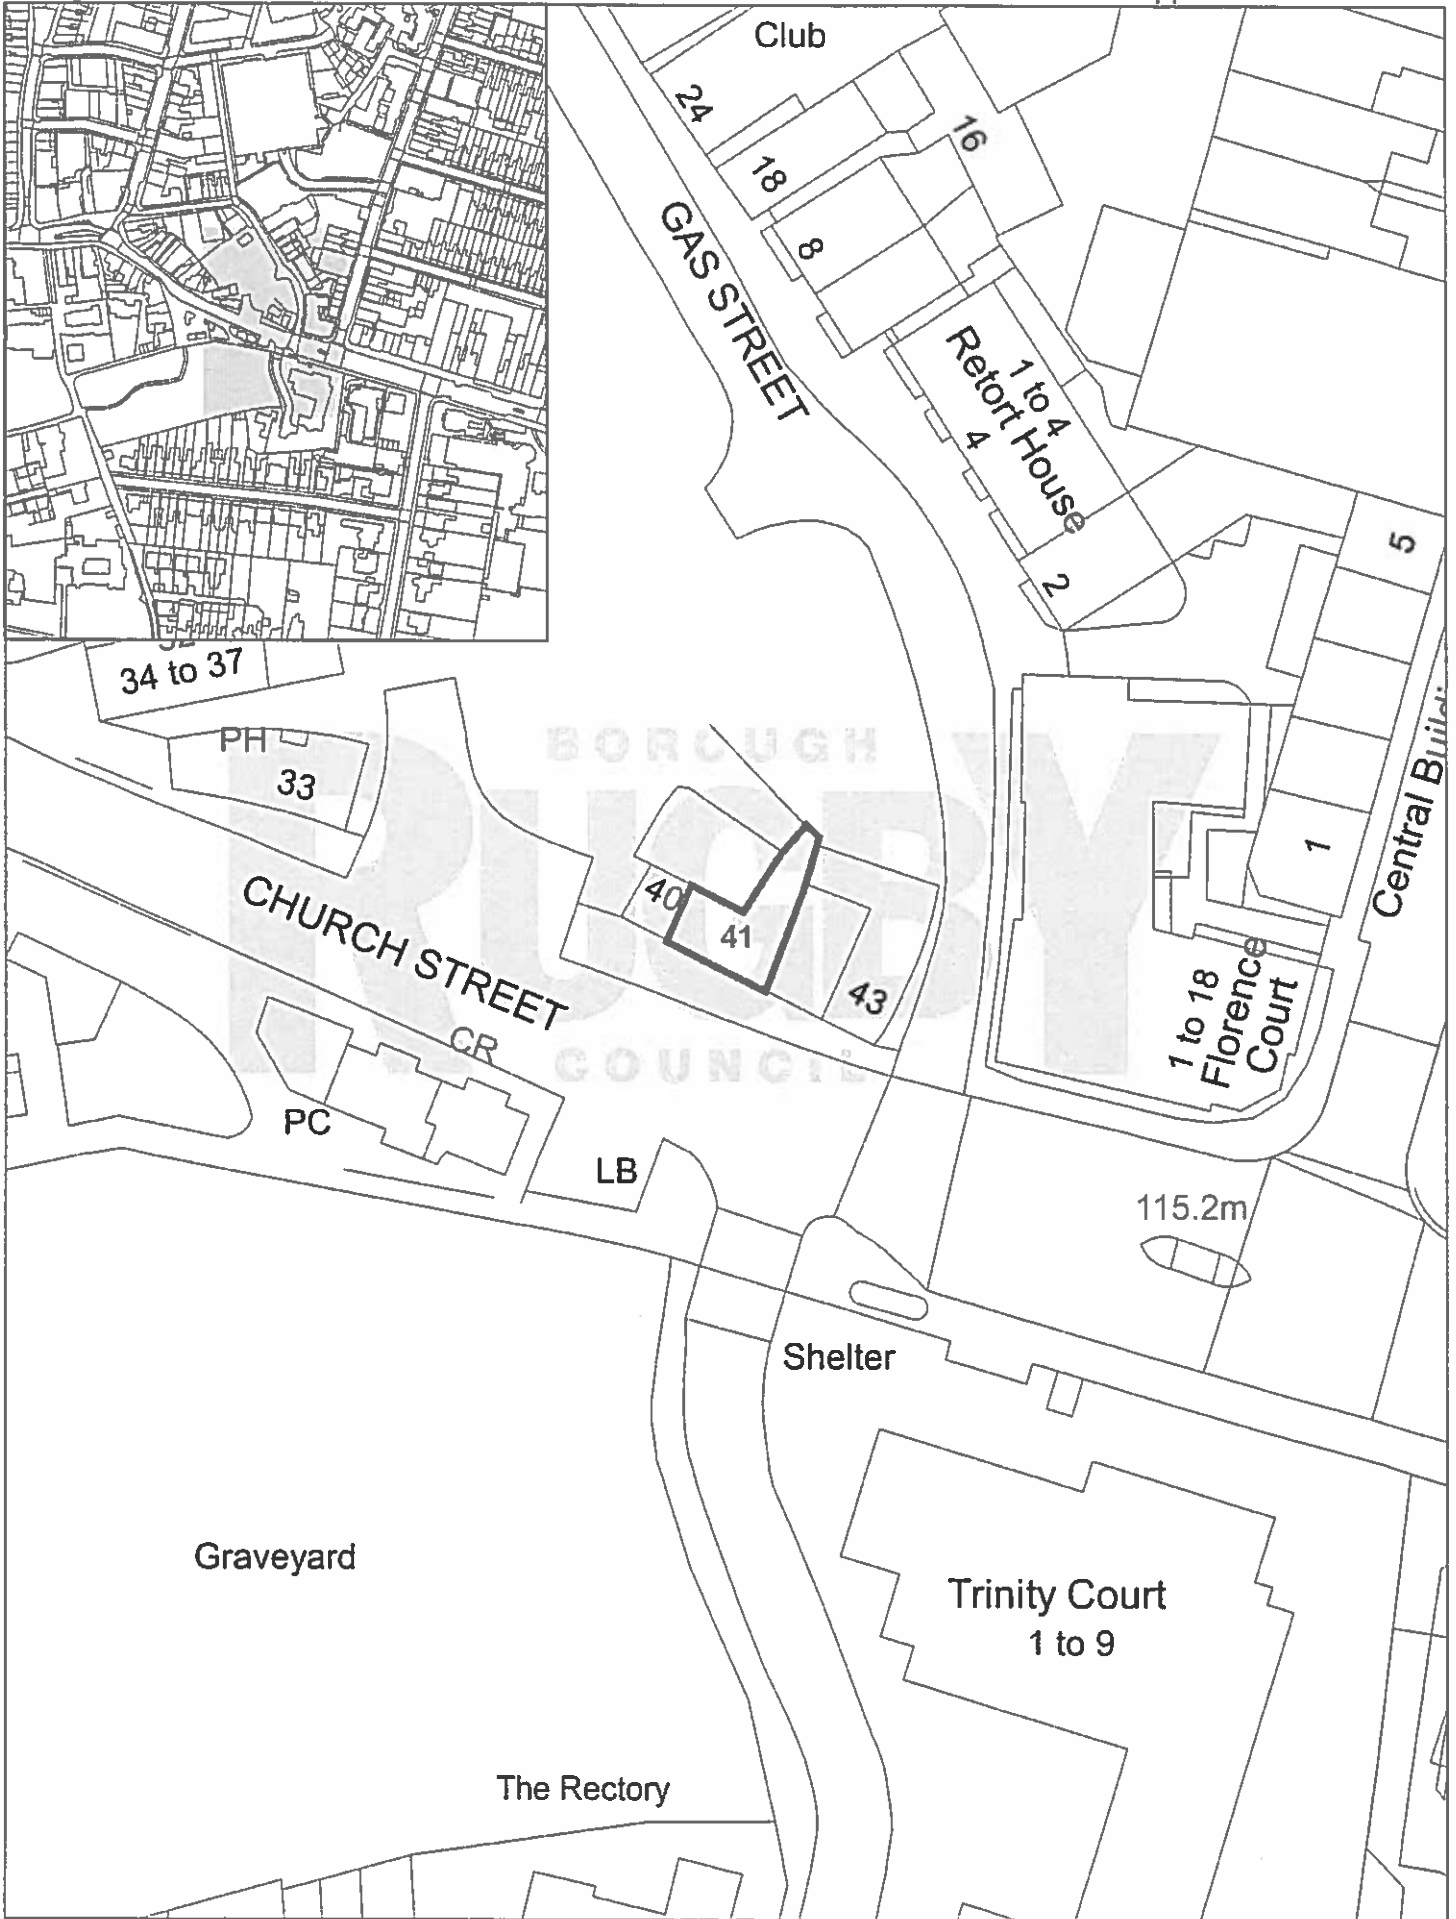 Club
24
16
18
8
GAS STREET
1 to 4
Retort House
4
5
2
34 to 37
PH
33
BOROUGH
RUGBY
COUNCIL
40
41
43
1
CHURCH STREET
CR
PC
LB
1 to 18
Florence
Court
115.2m
Shelter
Graveyard
Trinity Court
1 to 9
The Rectory